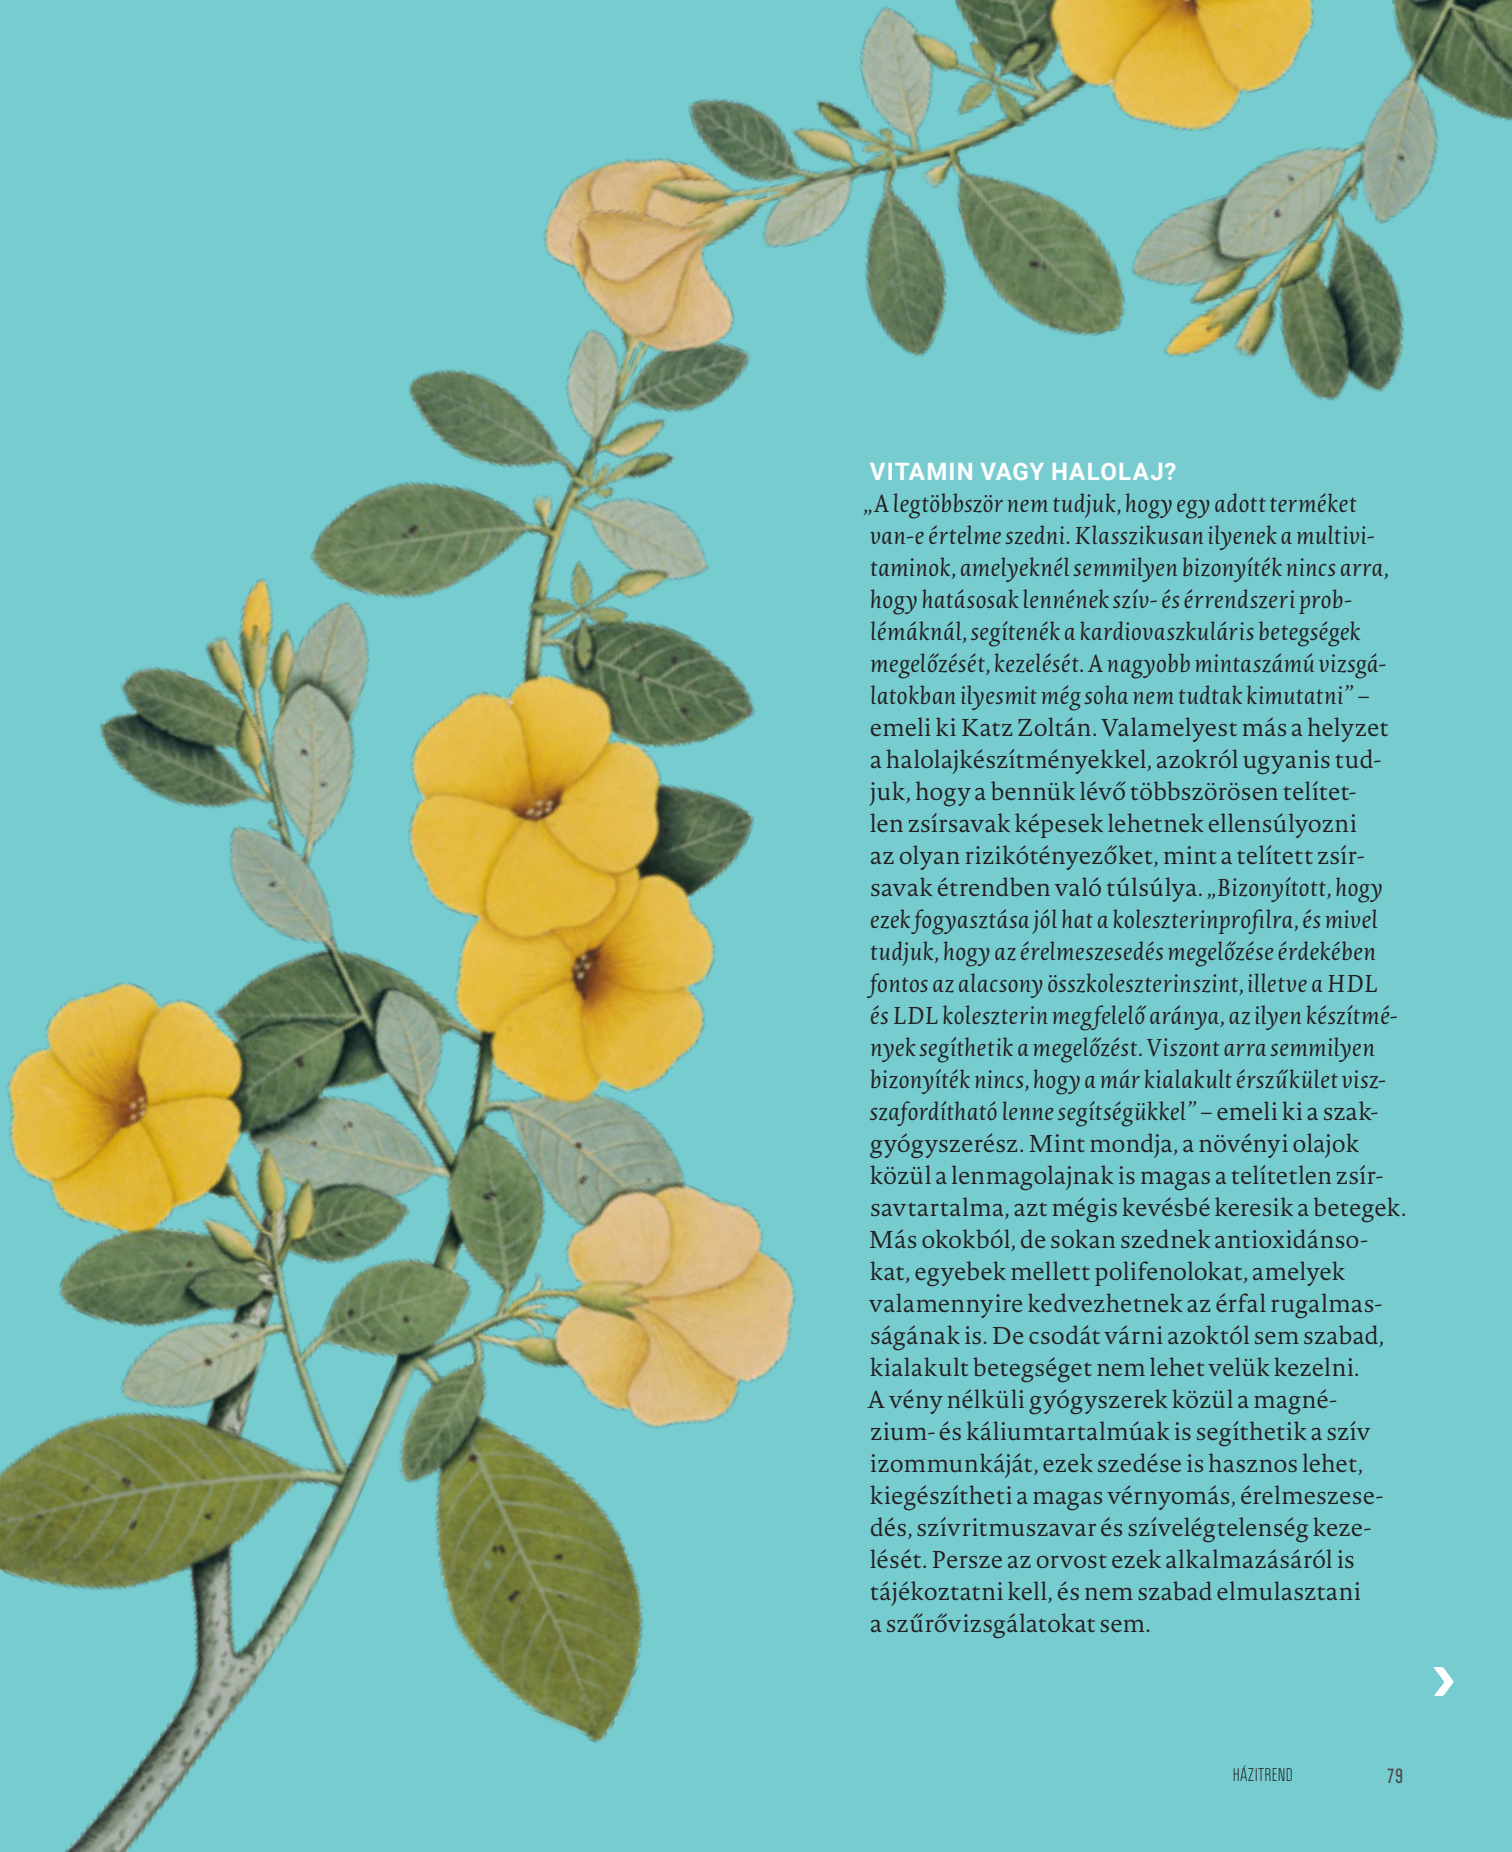 VITAMIN VAGY HALOLAJ?
„A legtöbbször nem tudjuk, hogy egy adott terméket
van-e értelme szedni. Klasszikusan ilyenek a multivi-
taminok, amelyeknél semmilyen bizonyíték nincs arra,
hogy hatásosak lennének szív- és érrendszeri prob-
lémáknál, segítenék a kardiovaszkuláris betegségek
megelőzését, kezelését. A nagyobb mintaszámú vizsgá-
latokban ilyesmit még soha nem tudtak kimutatni” –
emeli ki Katz Zoltán. Valamelyest más a helyzet
a halolajkészítményekkel, azokról ugyanis tud-
juk, hogy a bennük lévő többszörösen telítet-
len zsírsavak képesek lehetnek ellensúlyozni
az olyan rizikótényezőket, mint a telített zsír-
savak étrendben való túlsúlya. „Bizonyított, hogy
ezek fogyasztása jól hat a koleszterinprofilra, és mivel
tudjuk, hogy az érelmeszesedés megelőzése érdekében
fontos az alacsony összkoleszterinszint, illetve a HDL
és LDL koleszterin megfelelő aránya, az ilyen készítmé-
nyek segíthetik a megelőzést. Viszont arra semmilyen
bizonyíték nincs, hogy a már kialakult érszűkület visz-
szafordítható lenne segítségükkel” – emeli ki a szak-
gyógyszerész. Mint mondja, a növényi olajok
közül a lenmagolajnak is magas a telítetlen zsír-
savtartalma, azt mégis kevésbé keresik a betegek.
Más okokból, de sokan szednek antioxidánso-
kat, egyebek mellett polifenolokat, amelyek
valamennyire kedvezhetnek az érfal rugalmas-
ságának is. De csodát várni azoktól sem szabad,
kialakult betegséget nem lehet velük kezelni.
A vény nélküli gyógyszerek közül a magné-
zium- és káliumtartalmúak is segíthetik a szív
izommunkáját, ezek szedése is hasznos lehet,
kiegészítheti a magas vérnyomás, érelmeszese-
dés, szívritmuszavar és szívelégtelenség keze-
lését. Persze az orvost ezek alkalmazásáról is
tájékoztatni kell, és nem szabad elmulasztani
a szűrővizsgálatokat sem.
HÁZITREND 79